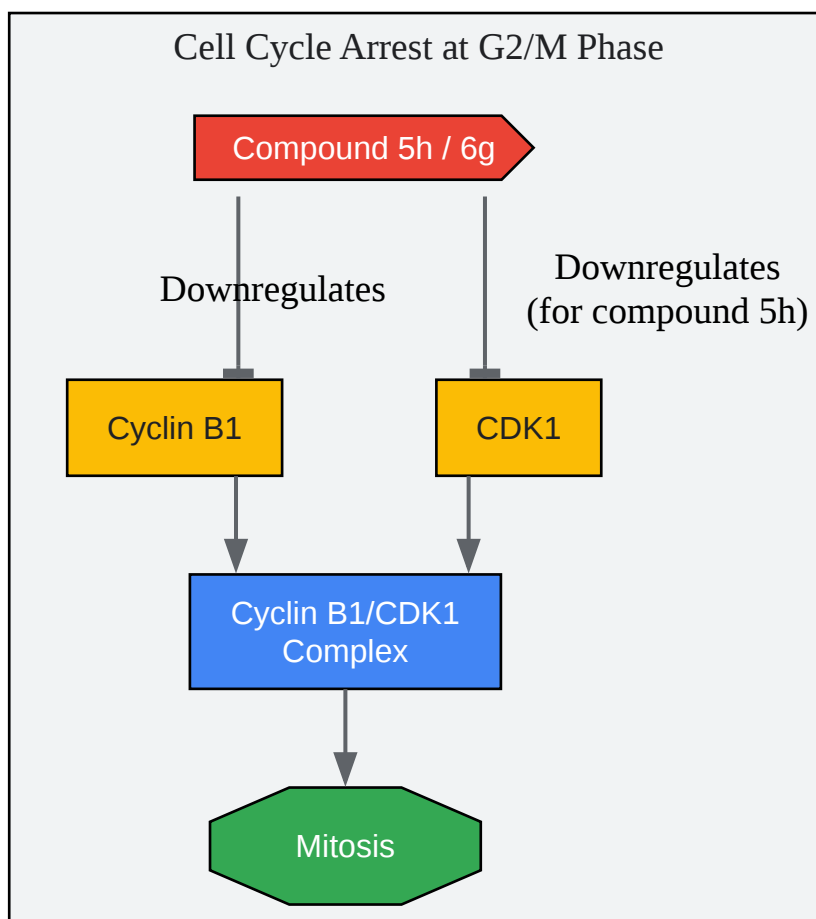 Cell Cycle Arrest at G2/M Phase
Compound 5h / 6g
Downregulates
Downregulates
(for compound 5h)
Cyclin B1
CDK1
Cyclin B1/CDK1
Complex
Mitosis